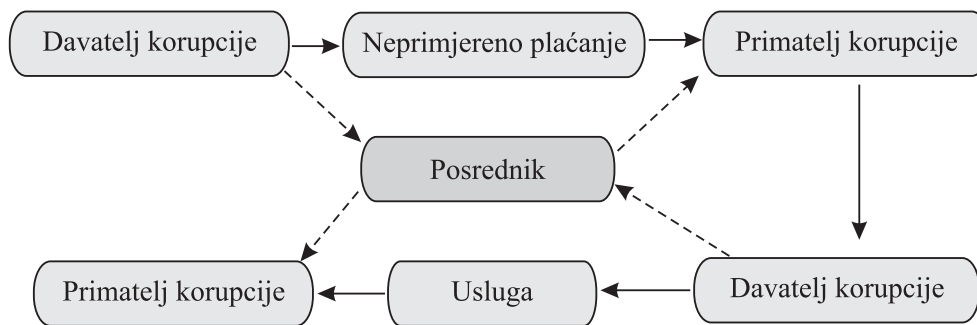 Davatelj korupcije
Neprimjereno plaćanje
Primatelj korupcije
Posrednik
Primatelj korupcije
Usluga
Davatelj korupcije